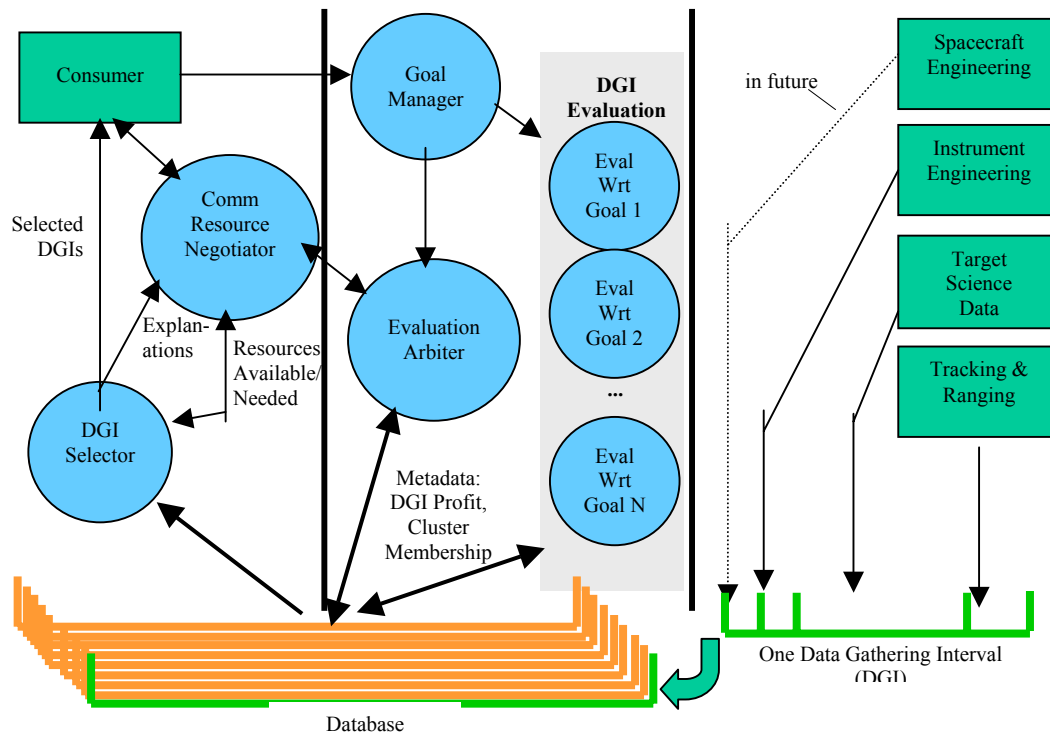 Consumer
Goal
Manager
DGI
Evaluation
Eval
Wrt
Goal 1
Eval
Wrt
Goal 2
...
Eval
Wrt
Goal N
Comm
Resource
Negotiator
Selected
DGIs
Explan-
ations
Resources
Available/
Needed
Evaluation
Arbiter
DGI
Selector
Metadata:
DGI Profit,
Cluster
Membership
in future
Spacecraft
Engineering
Instrument
Engineering
Target
Science
Data
Tracking &
Ranging
One Data Gathering Interval
(DGI)
Database